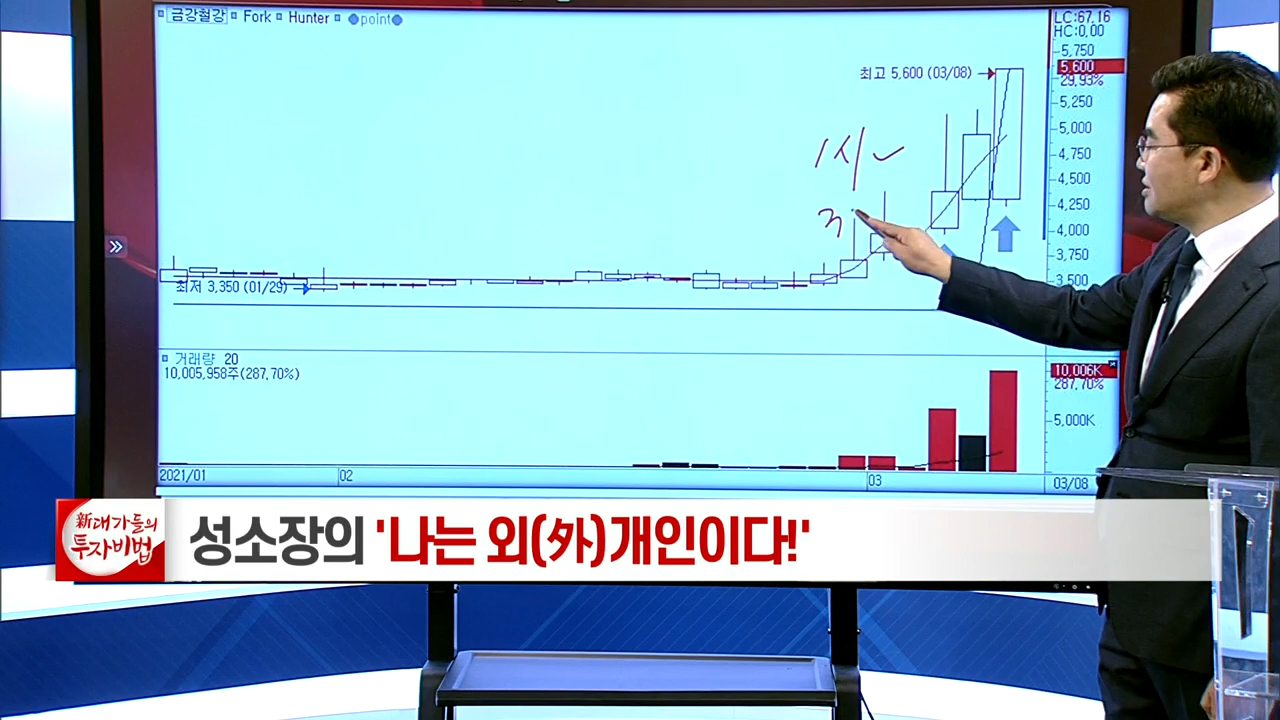 금강철강 Fork Hunter point
LC:67.16
HC:0.00
5,750
5,600
29.93%
5,250
5,000
4,750
4,500
4,250
4,000
3,750
3,500
최고 5,600 (03/08)
1시
최저 3,350 (01/29)
거래량 20
10,005,958주(287.70%)
10,006K
287.70%
5,000K
2021/01 02 03 03/08
新대가들의
투자비법
성소장의 '나는 외(外)개인이다!'